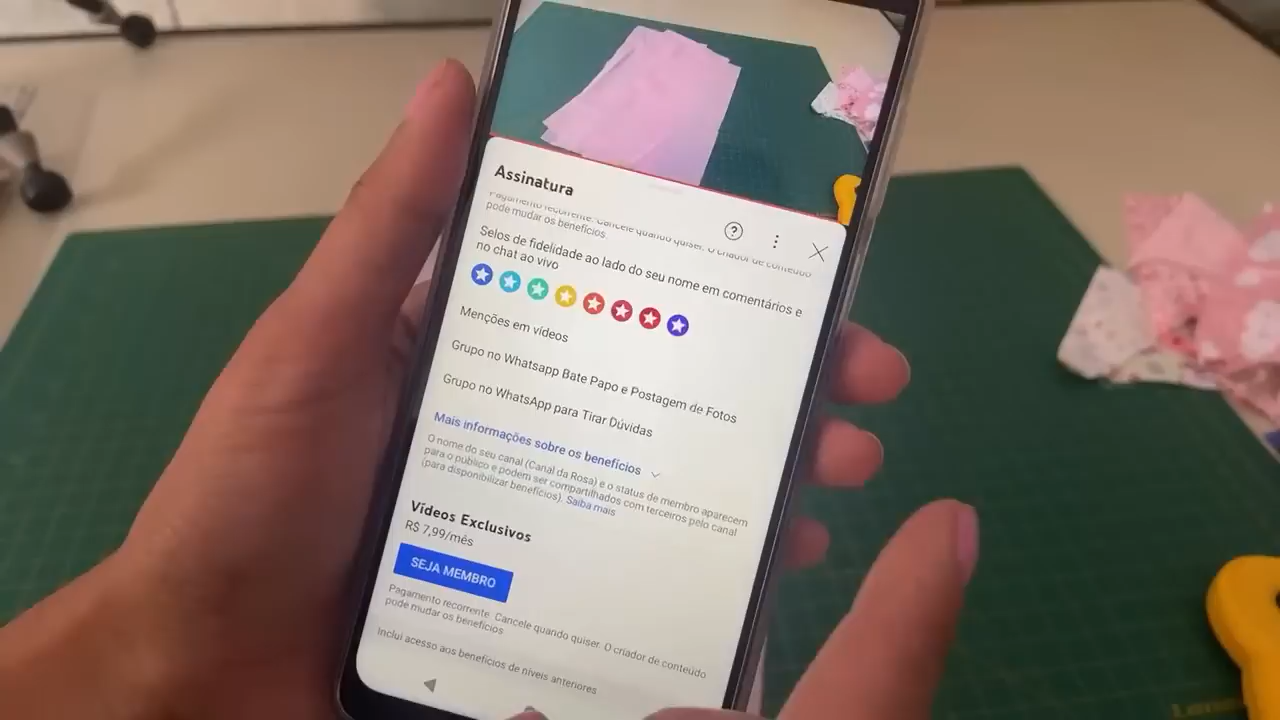 Assinatura
Pagamento recorrente. Cancele quando quiser. O criador de conteúdo
pode mudar os benefícios.
Selos de fidelidade ao lado do seu nome em comentários e
no chat ao vivo
Menções em vídeos
Grupo no Whatsapp Bate Papo e Postagem de Fotos
Grupo no WhatsApp para Tirar Dúvidas
Mais informações sobre os benefícios
O nome do seu canal (Canal da Rosa) e o status de membro aparecem
para o público e podem ser compartilhados com terceiros pelo canal
(para disponibilizar benefícios). Saiba mais
Vídeos Exclusivos
R$ 7,99/mês
SEJA MEMBRO
Pagamento recorrente. Cancele quando quiser. O criador de conteúdo
pode mudar os benefícios
Inclui acesso aos benefícios de níveis anteriores